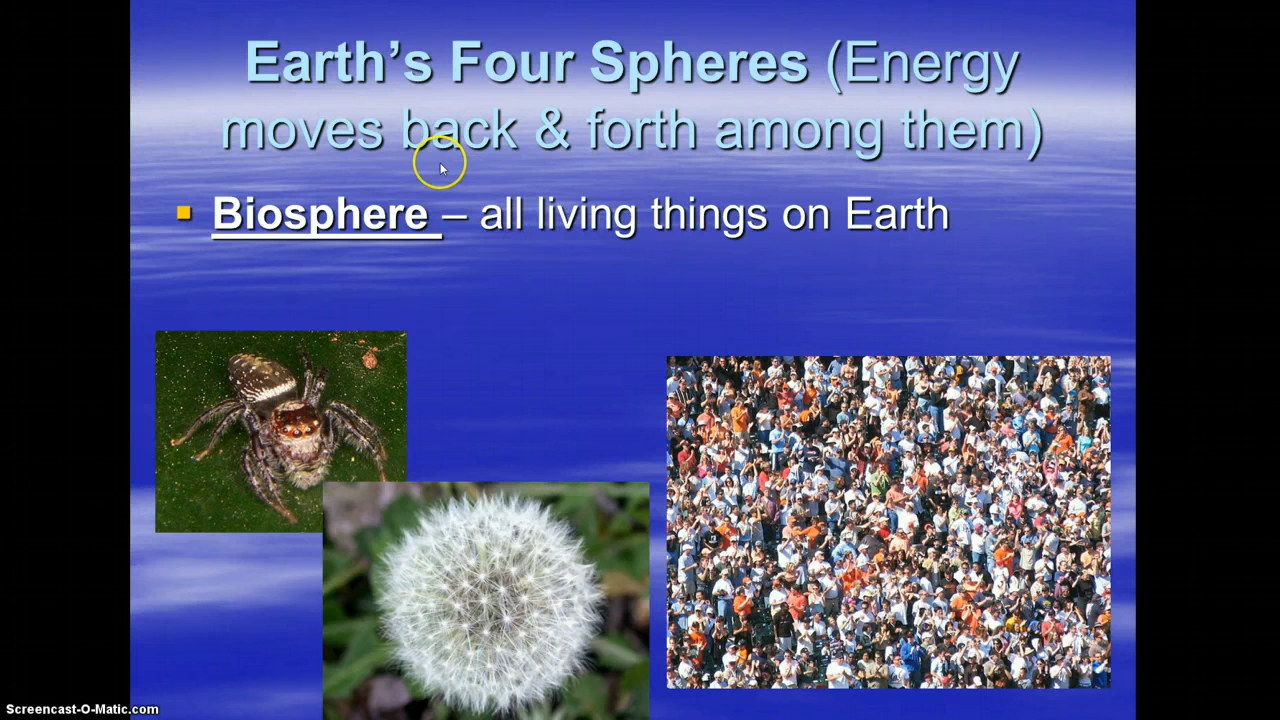 Earth’s Four Spheres (Energy
moves back & forth among them)
Biosphere – all living things on Earth
Screencast-O-Matic.com